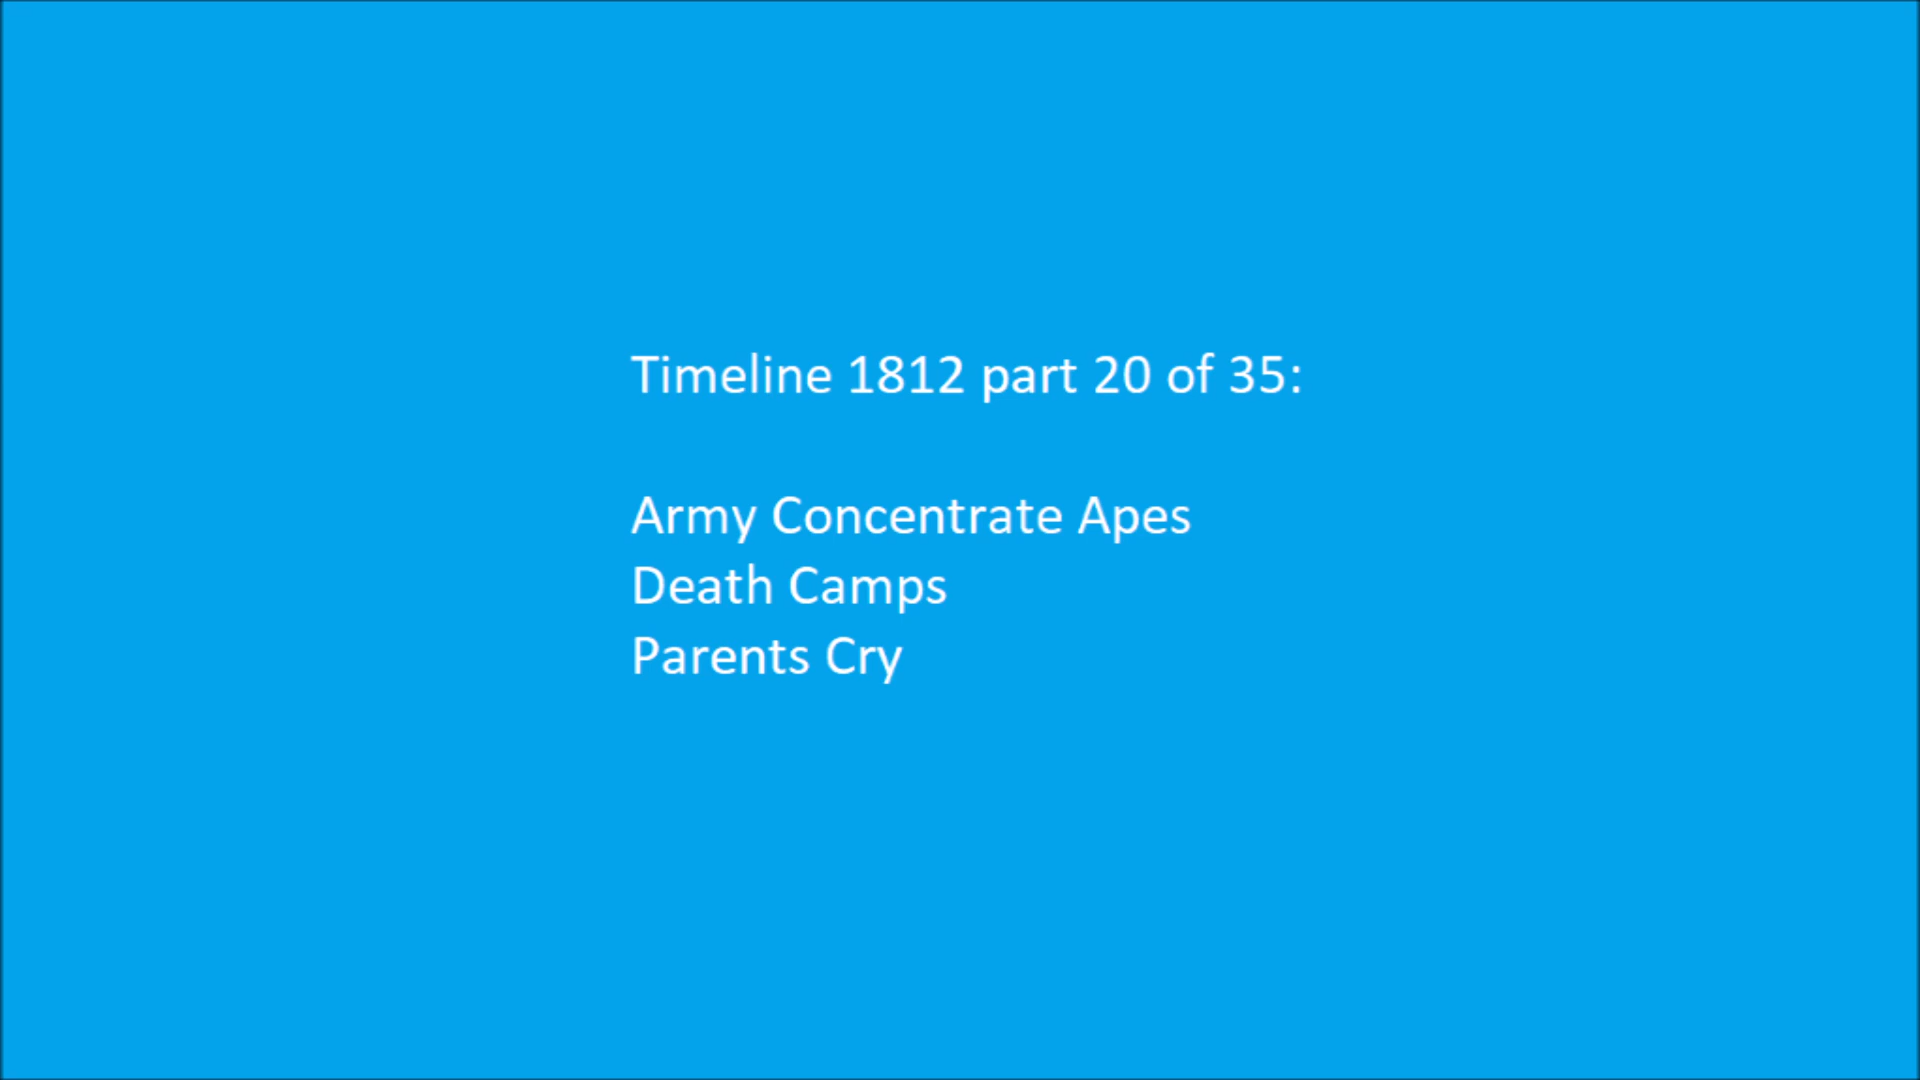 Timeline 1812 part 20 of 35:
Army Concentrate Apes
Death Camps
Parents Cry